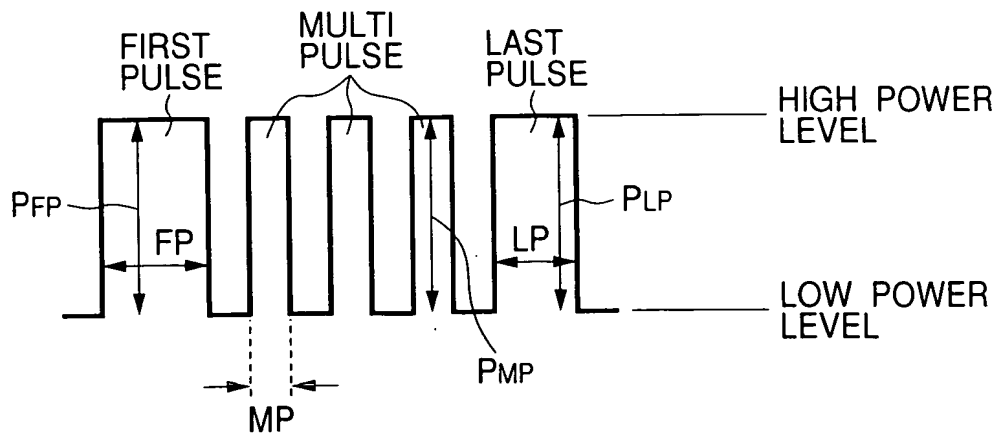 FIRST
PULSE
MULTI
PULSE
LAST
PULSE
HIGH POWER
LEVEL
PFP
FP
LP
PLP
LOW POWER
LEVEL
PMP
MP